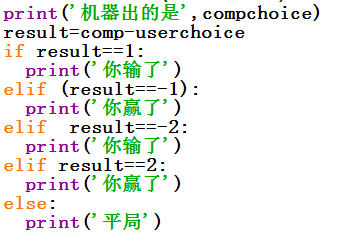 print('机器出的是',compchoice)
result=comp-userchoice
if result==1:
  print('你输了')
elif (result==-1):
  print('你赢了')
elif  result==-2:
  print('你输了')
elif result==2:
  print('你赢了')
else:
  print('平局')